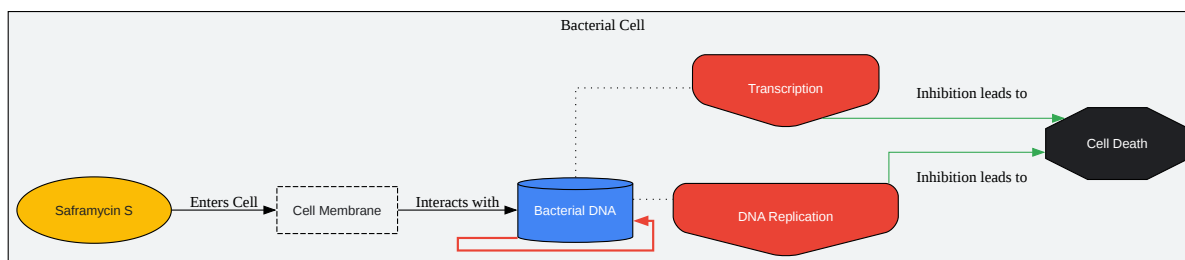 Bacterial Cell
Transcription
Inhibition leads to
Cell Death
Inhibition leads to
Saframycin S
Enters Cell
Cell Membrane
Interacts with
Bacterial DNA
DNA Replication